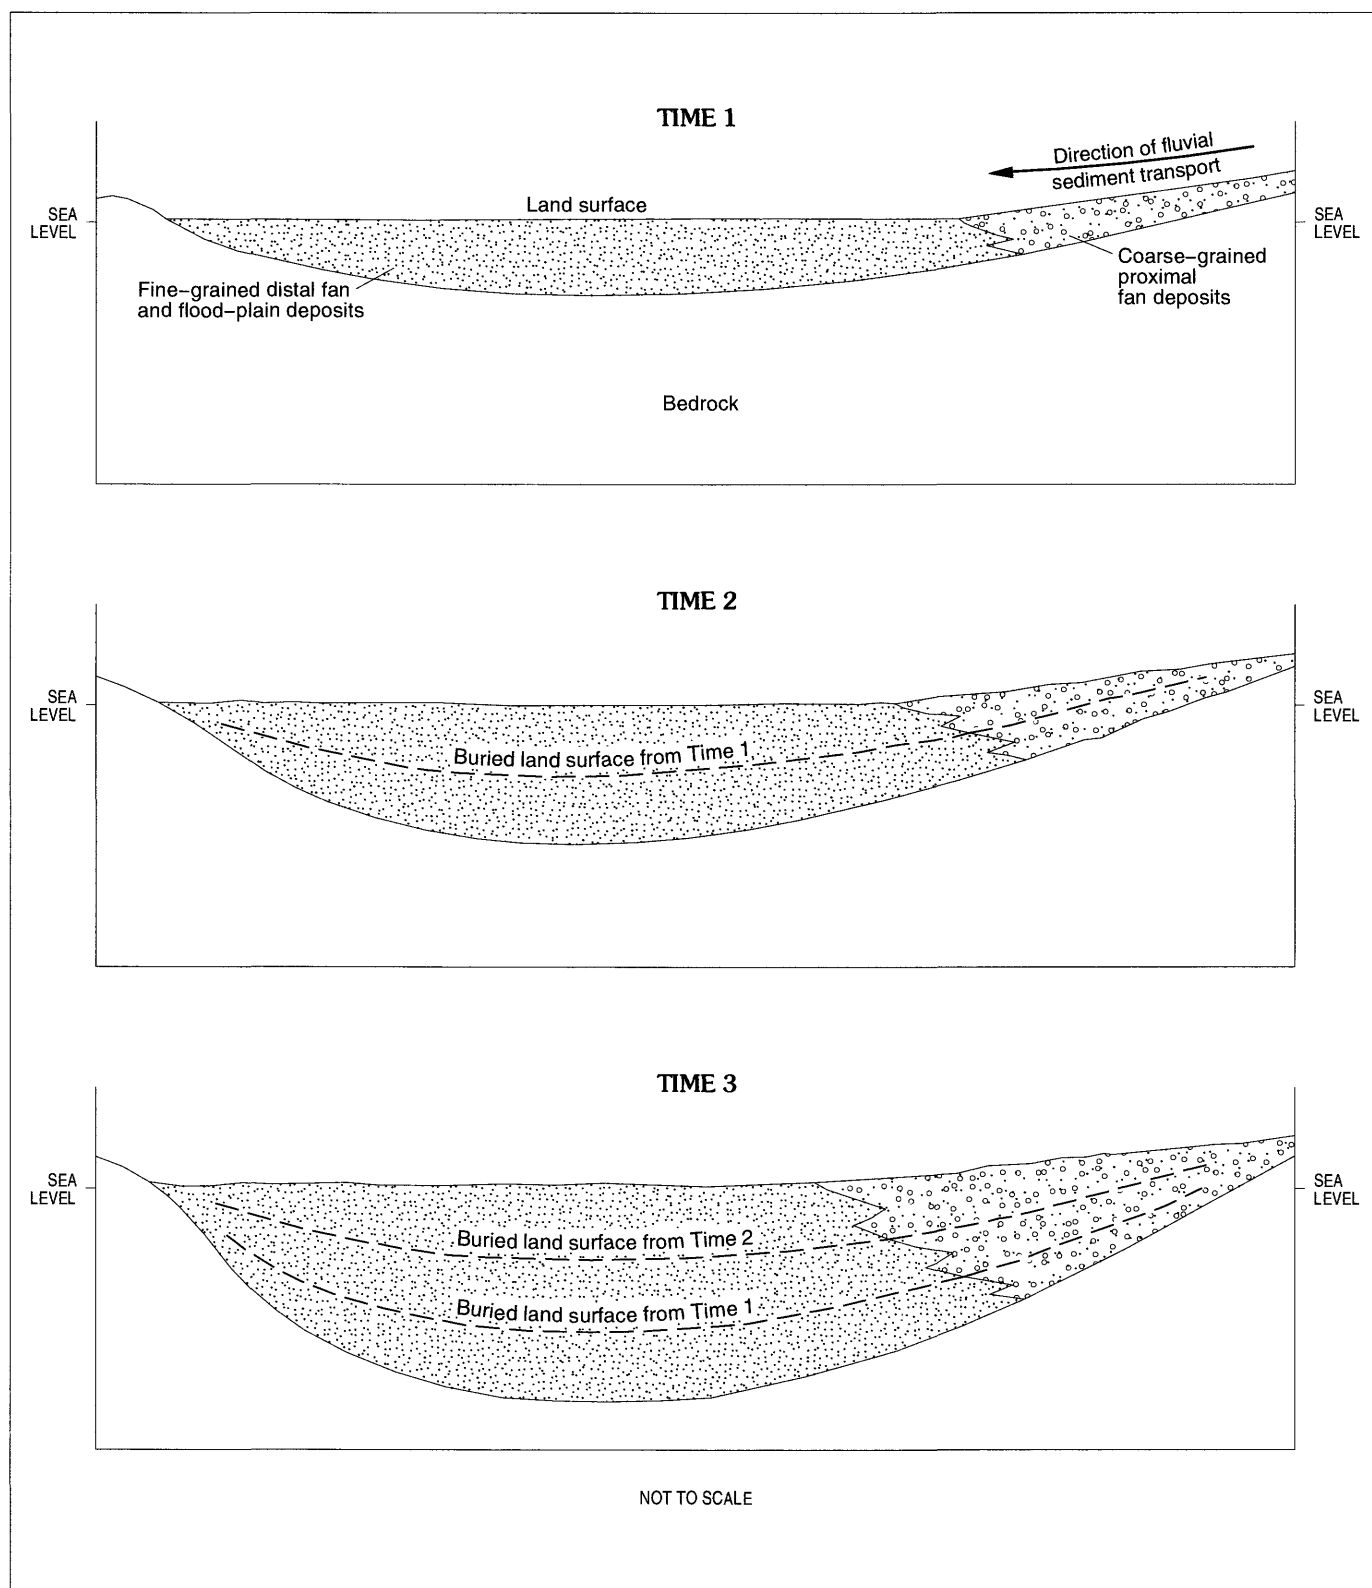 TIME 1
Direction of fluvial
sediment transport
Land surface
SEA
LEVEL
SEA
LEVEL
Coarse–grained
proximal
fan deposits
Fine–grained distal fan
and flood–plain deposits
Bedrock
TIME 2
SEA
LEVEL
SEA
LEVEL
Buried land surface from Time 1
TIME 3
SEA
LEVEL
SEA
LEVEL
Buried land surface from Time 2
Buried land surface from Time 1
NOT TO SCALE